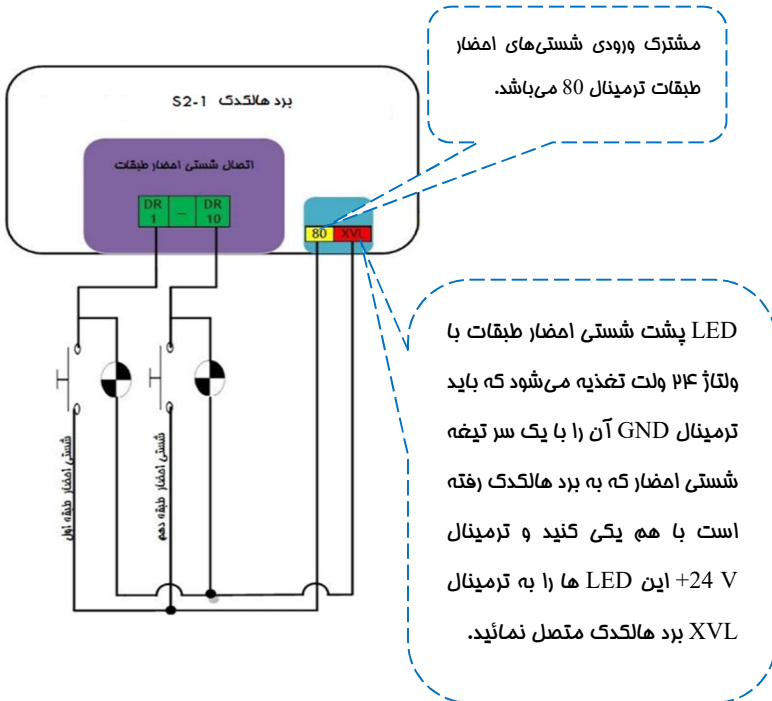 مشترک ورودی شستی‌های احضار
طبقات ترمینال 80 می‌باشد.
برد هالکدک S2-1
اتصال شستی احضار طبقات
DR 1
_
DR 10
80
XVL
LED پشت شستی احضار طبقات با
ولتاژ ۲۴ ولت تغذیه می‌شود که باید
ترمینال GND آن را با یک سر تیغه
شستی احضار که به برد هالکدک رفته
است با هم یکی کنید و ترمینال
+24 V این LED ها را به ترمینال
XVL برد هالکدک متصل نمائید.
شستی احضار طبقه اول
شستی احضار طبقه دهم